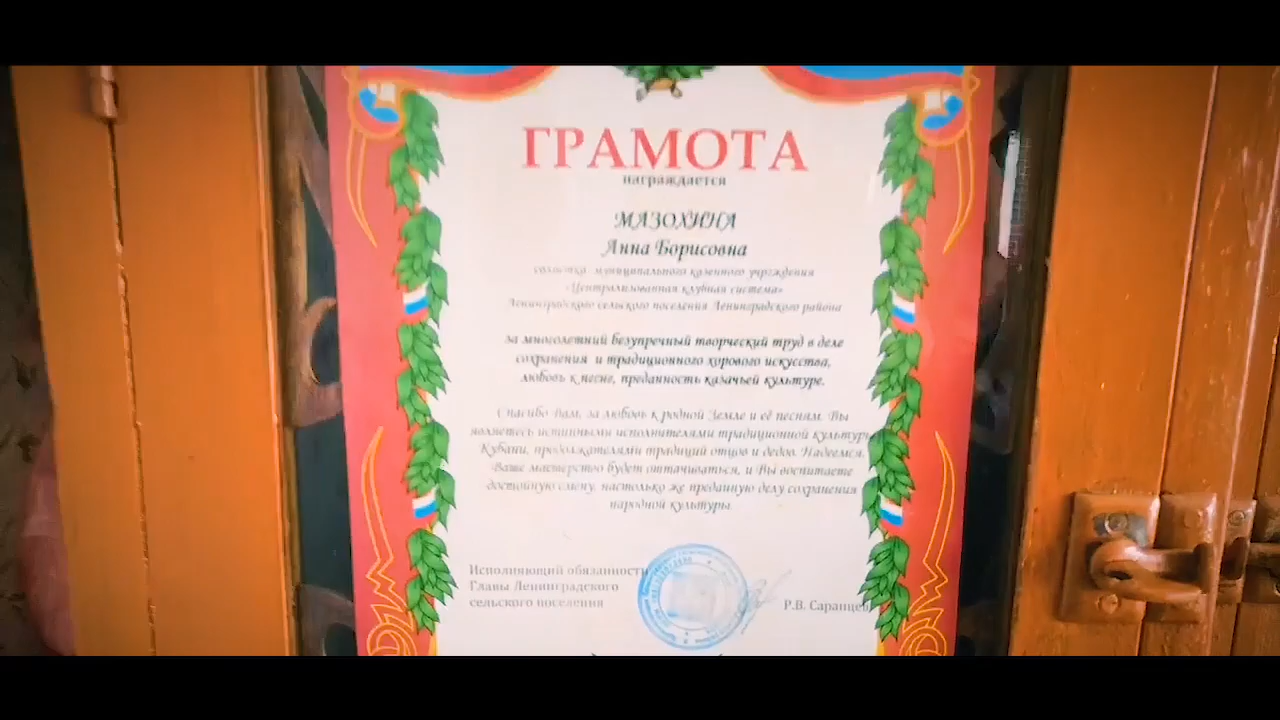 ГРАМОТА
награждается
МАЗОХИНА
Анна Борисовна
солистка муниципального казенного учреждения
«Централизованная клубная система»
Ленинградского сельского поселения Ленинградского района
за многолетний безупречный творческий труд в деле
сохранения и традиционного хорового искусства,
любовь к песне, преданность казачьей культуре.
Спасибо Вам, за любовь к родной Земле и её песням. Вы
являетесь истинными исполнителями традиционной культуры
Кубани, продолжателями традиций отцов и дедов. Надеемся,
Ваше мастерство будет оттачиваться, и Вы воспитаете
достойную смену, настолько же преданную делу сохранения
народной культуры.
Исполняющий обязанности
Главы Ленинградского
сельского поселения
Р.В. Саранцев